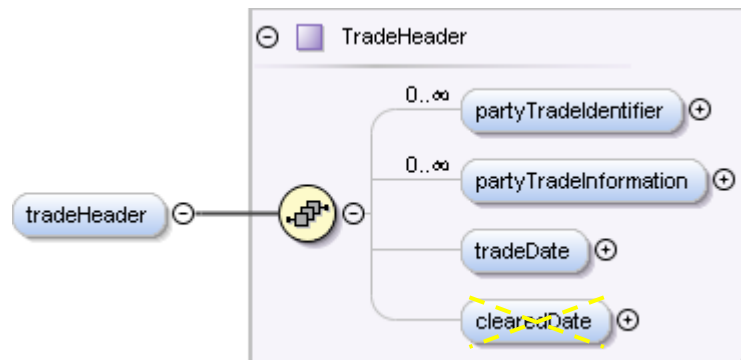 TradeHeader
0..∞
partyTradeIdentifier
0..∞
partyTradeInformation
tradeHeader
tradeDate
clearedDate